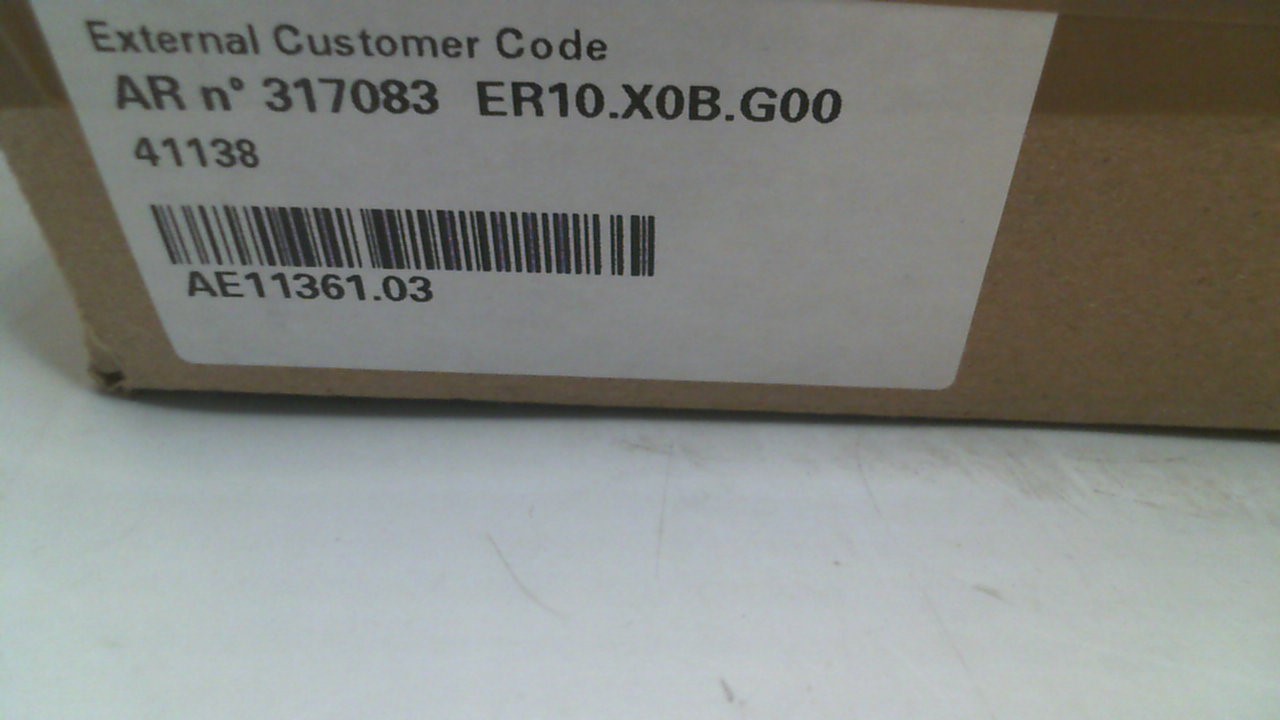 External Customer Code
AR n° 317083 ER10.X0B.G00
41138
AE11361.03